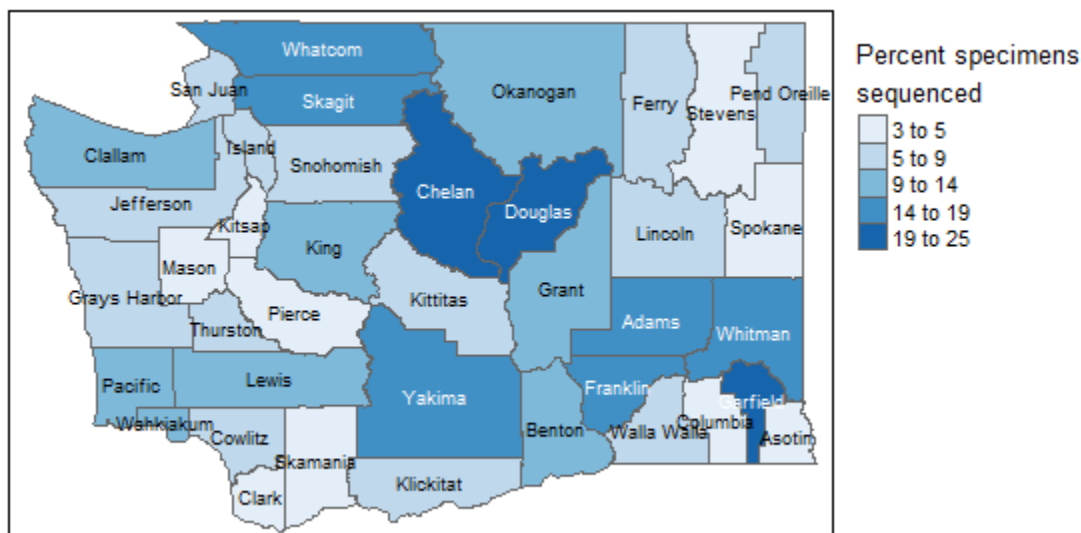 Whatcom
San Juan
Skagit
Okanogan
Ferry
Stevens
Pend Oreille
Clallam
Island
Snohomish
Chelan
Douglas
Jefferson
Kitsap
King
Lincoln
Spokane
Mason
Grays Harbor
Kittitas
Grant
Thurston
Pierce
Adams
Whitman
Pacific
Lewis
Yakima
Franklin
Garfield
Wahkiakum
Cowlitz
Skamania
Benton
Walla Walla
Columbia
Asotin
Clark
Klickitat
Percent specimens
sequenced
3 to 5
5 to 9
9 to 14
14 to 19
19 to 25